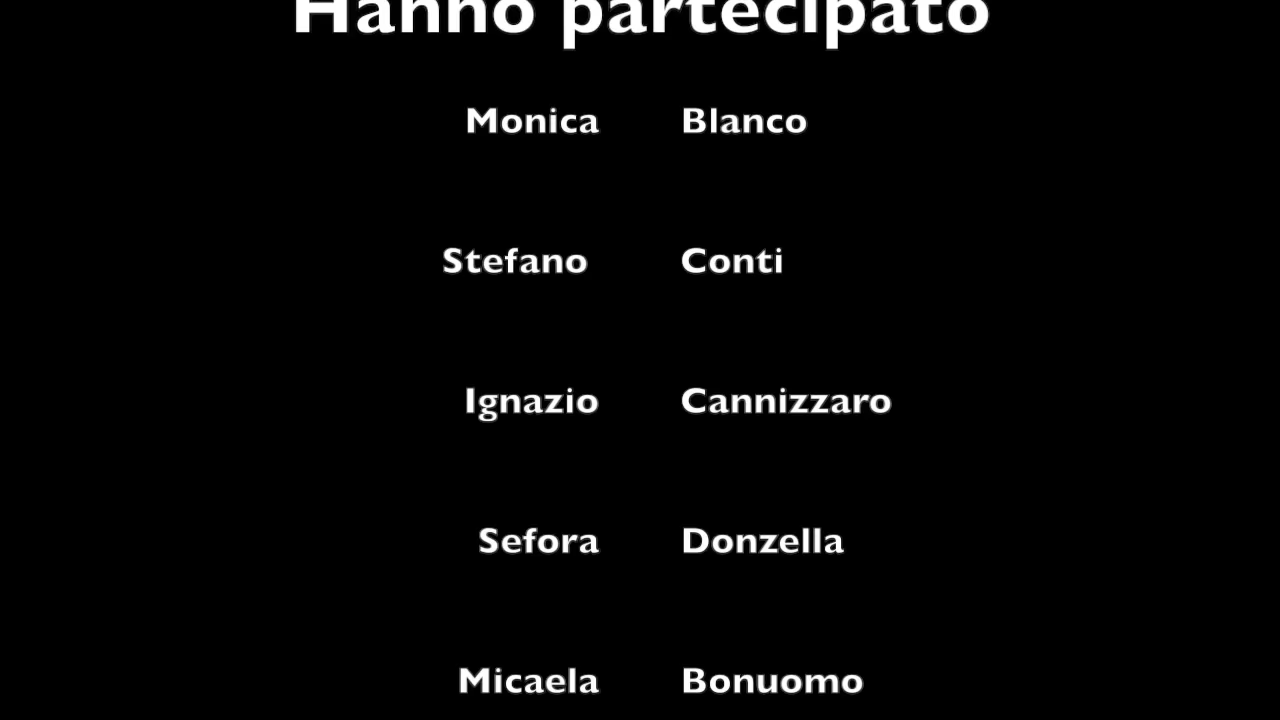 Hanno partecipato
Monica Blanco
Stefano Conti
Ignazio Cannizzaro
Sefora Donzella
Micaela Bonuomo